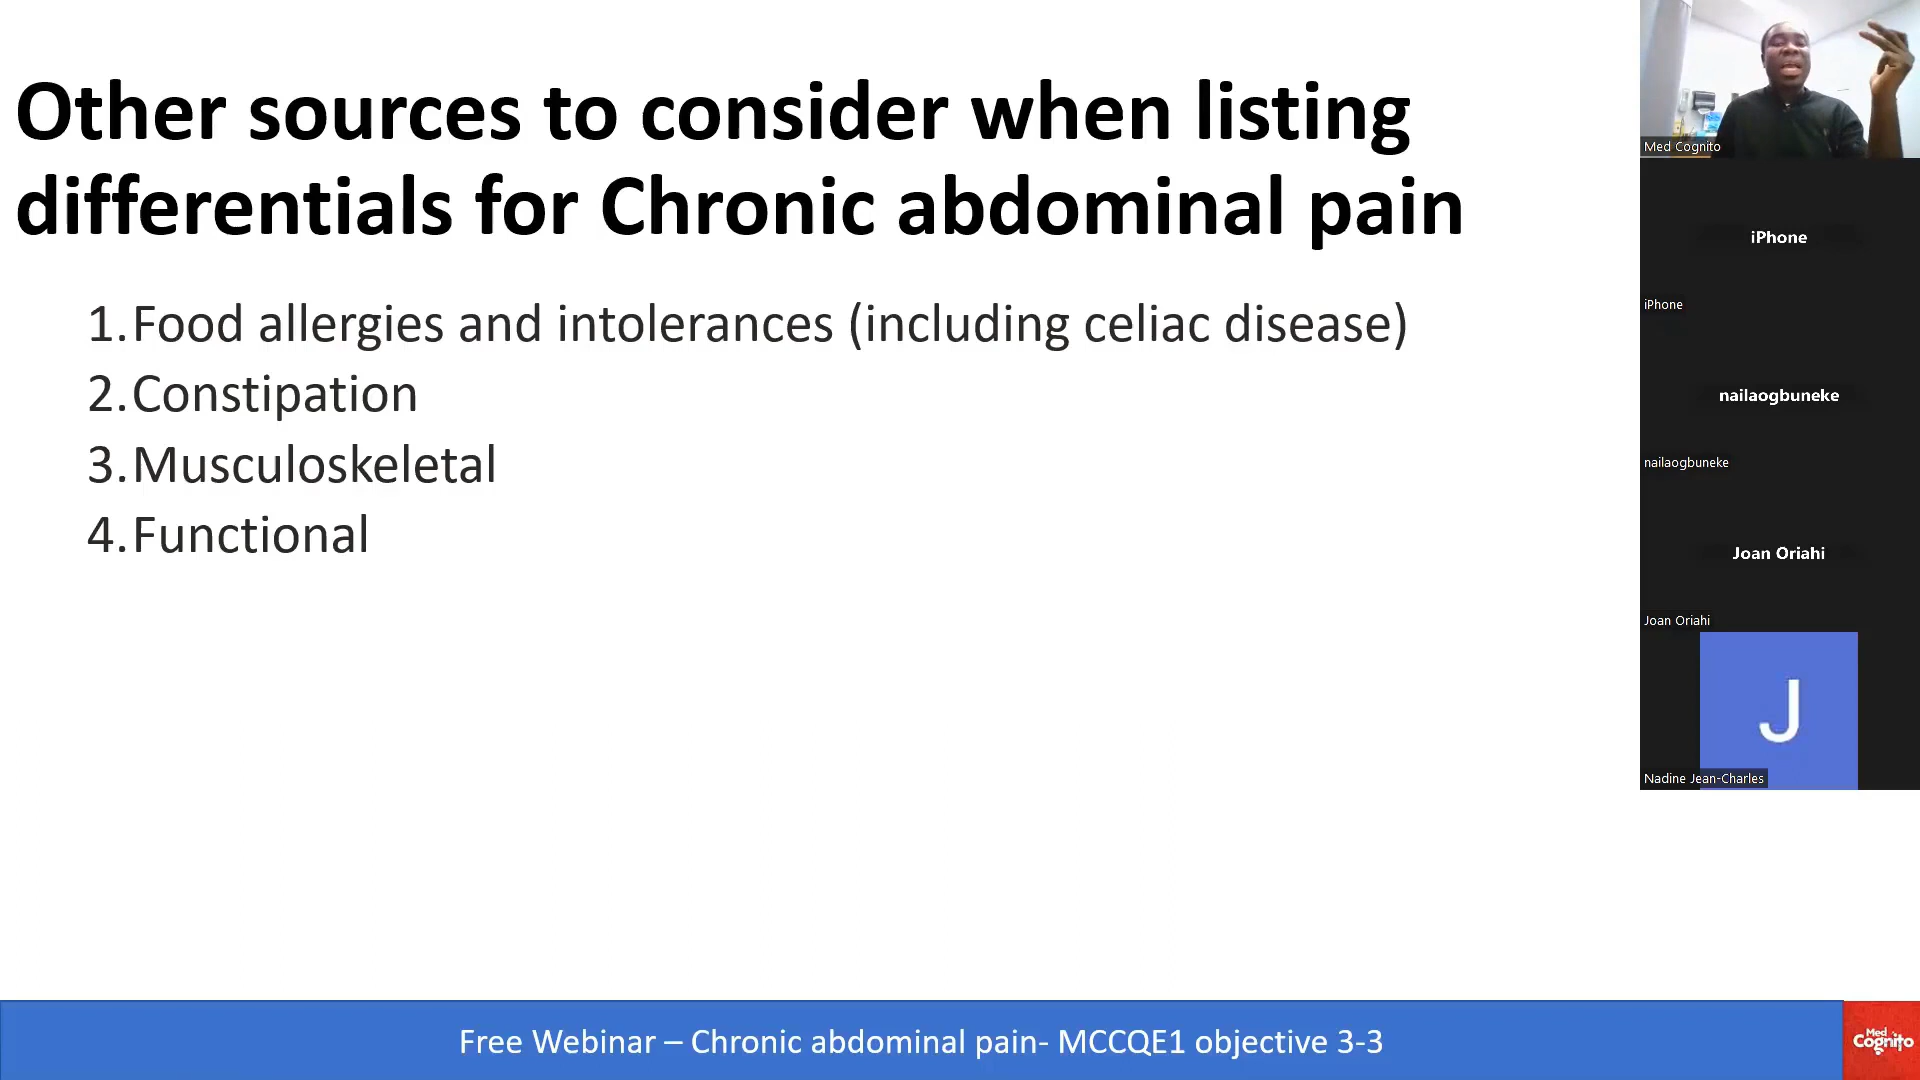 Other sources to consider when listing
differentials for Chronic abdominal pain
1.Food allergies and intolerances (including celiac disease)
2.Constipation
3.Musculoskeletal
4.Functional
Med Cognito
iPhone
iPhone
nailaogbuneke
nailaogbuneke
Joan Oriahi
Joan Oriahi
J
Nadine Jean-Charles
Free Webinar – Chronic abdominal pain- MCCQE1 objective 3-3
Med
Cognito